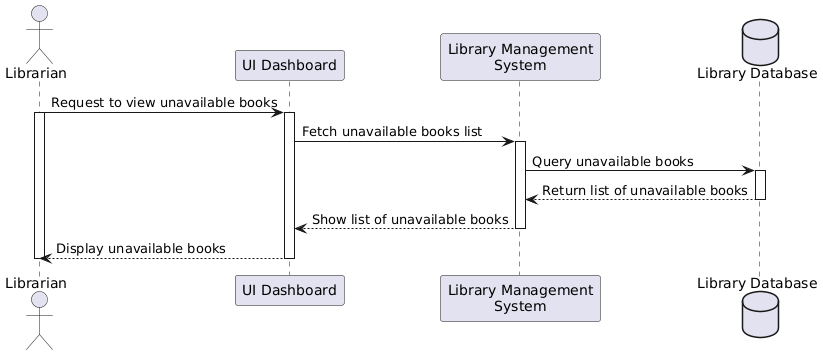 Librarian
UI Dashboard
Library Management
System
Library Database
Request to view unavailable books
Fetch unavailable books list
Query unavailable books
Return list of unavailable books
Show list of unavailable books
Display unavailable books
Librarian
UI Dashboard
Library Management
System
Library Database